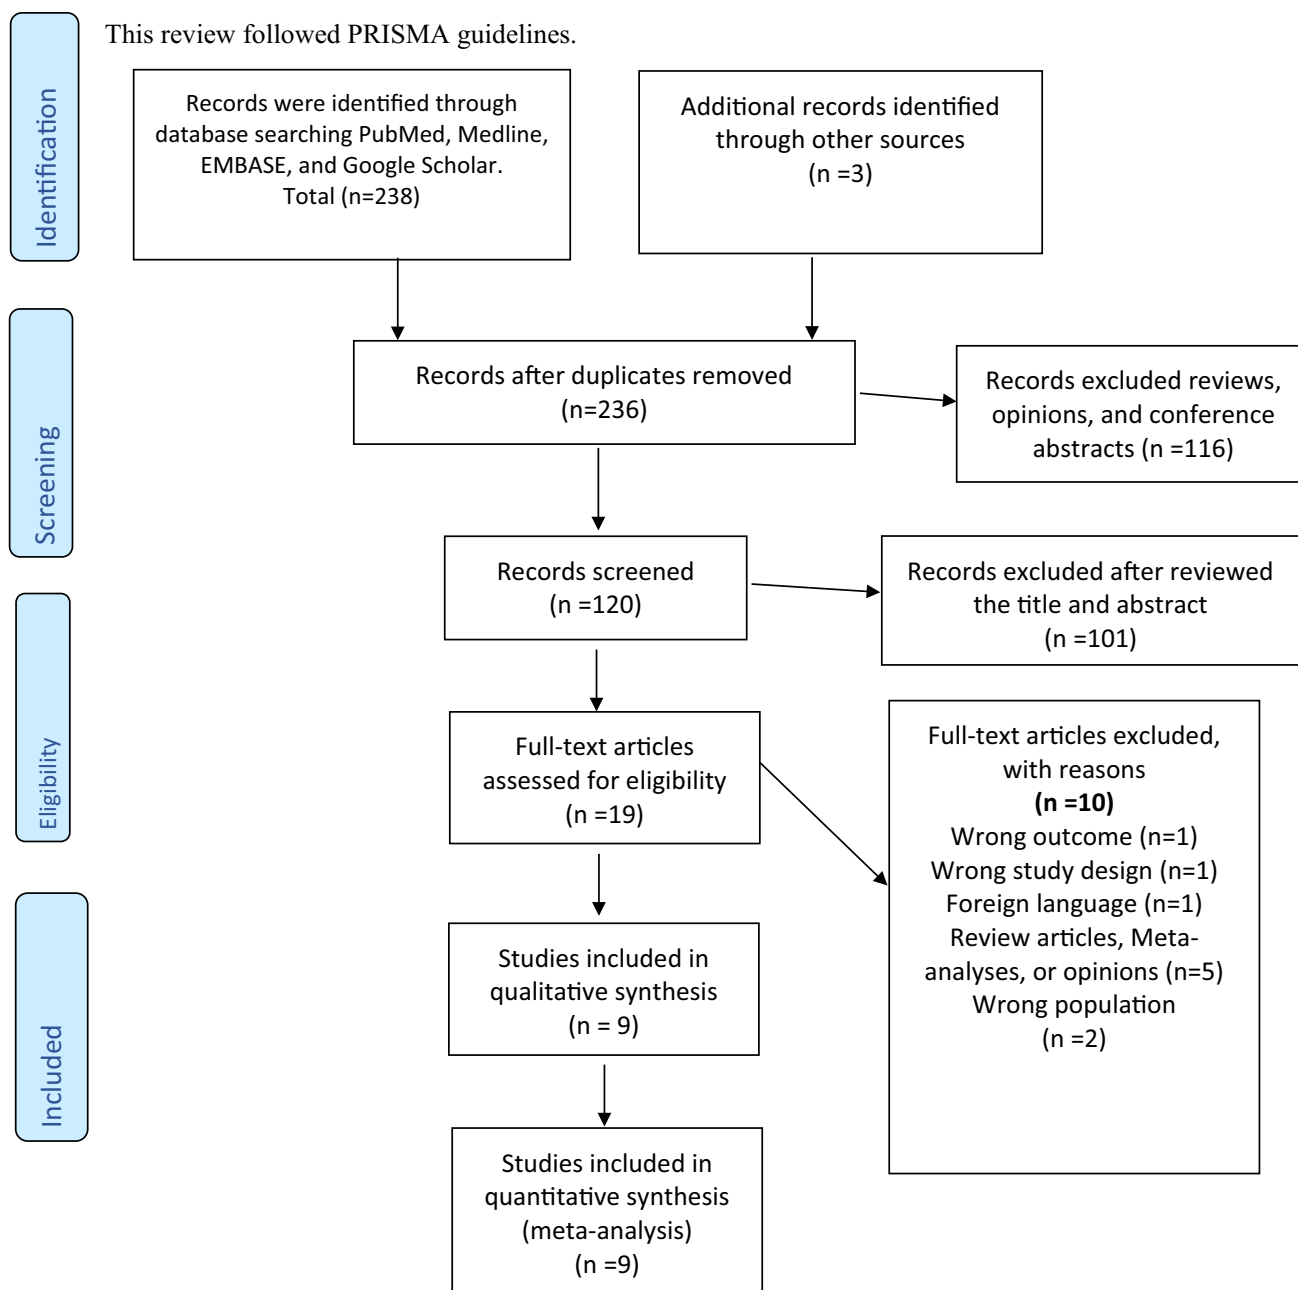 This review followed PRISMA guidelines.
Identification
Records were identified through
database searching PubMed, Medline,
EMBASE, and Google Scholar.
Total (n=238)
Additional records identified
through other sources
(n =3)
Screening
Records after duplicates removed
(n=236)
Records excluded reviews,
opinions, and conference
abstracts (n =116)
Records screened
(n =120)
Records excluded after reviewed
the title and abstract
(n =101)
Eligibility
Full-text articles
assessed for eligibility
(n =19)
Full-text articles excluded,
with reasons
(n =10)
Wrong outcome (n=1)
Wrong study design (n=1)
Foreign language (n=1)
Review articles, Meta-
analyses, or opinions (n=5)
Wrong population
(n =2)
Included
Studies included in
qualitative synthesis
(n = 9)
Studies included in
quantitative synthesis
(meta-analysis)
(n =9)